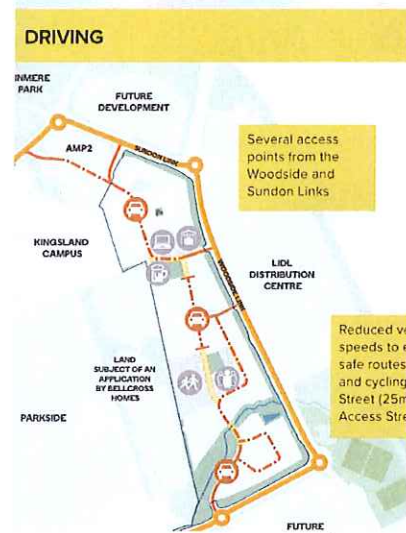 DRIVING
INMERE
PARK
FUTURE
DEVELOPMENT
AMP2
SUNDON LINK
Several access
points from the
Woodside and
Sundon Links
KINGSLAND
CAMPUS
WOODSIDE LINK
LIDL
DISTRIBUTION
CENTRE
Reduced ve
speeds to e
safe routes
and cycling
Street (25m
Access Stre
LAND
SUBJECT OF AN
APPLICATION
BY BELLCROSS
HOMES
PARKSIDE
FUTURE